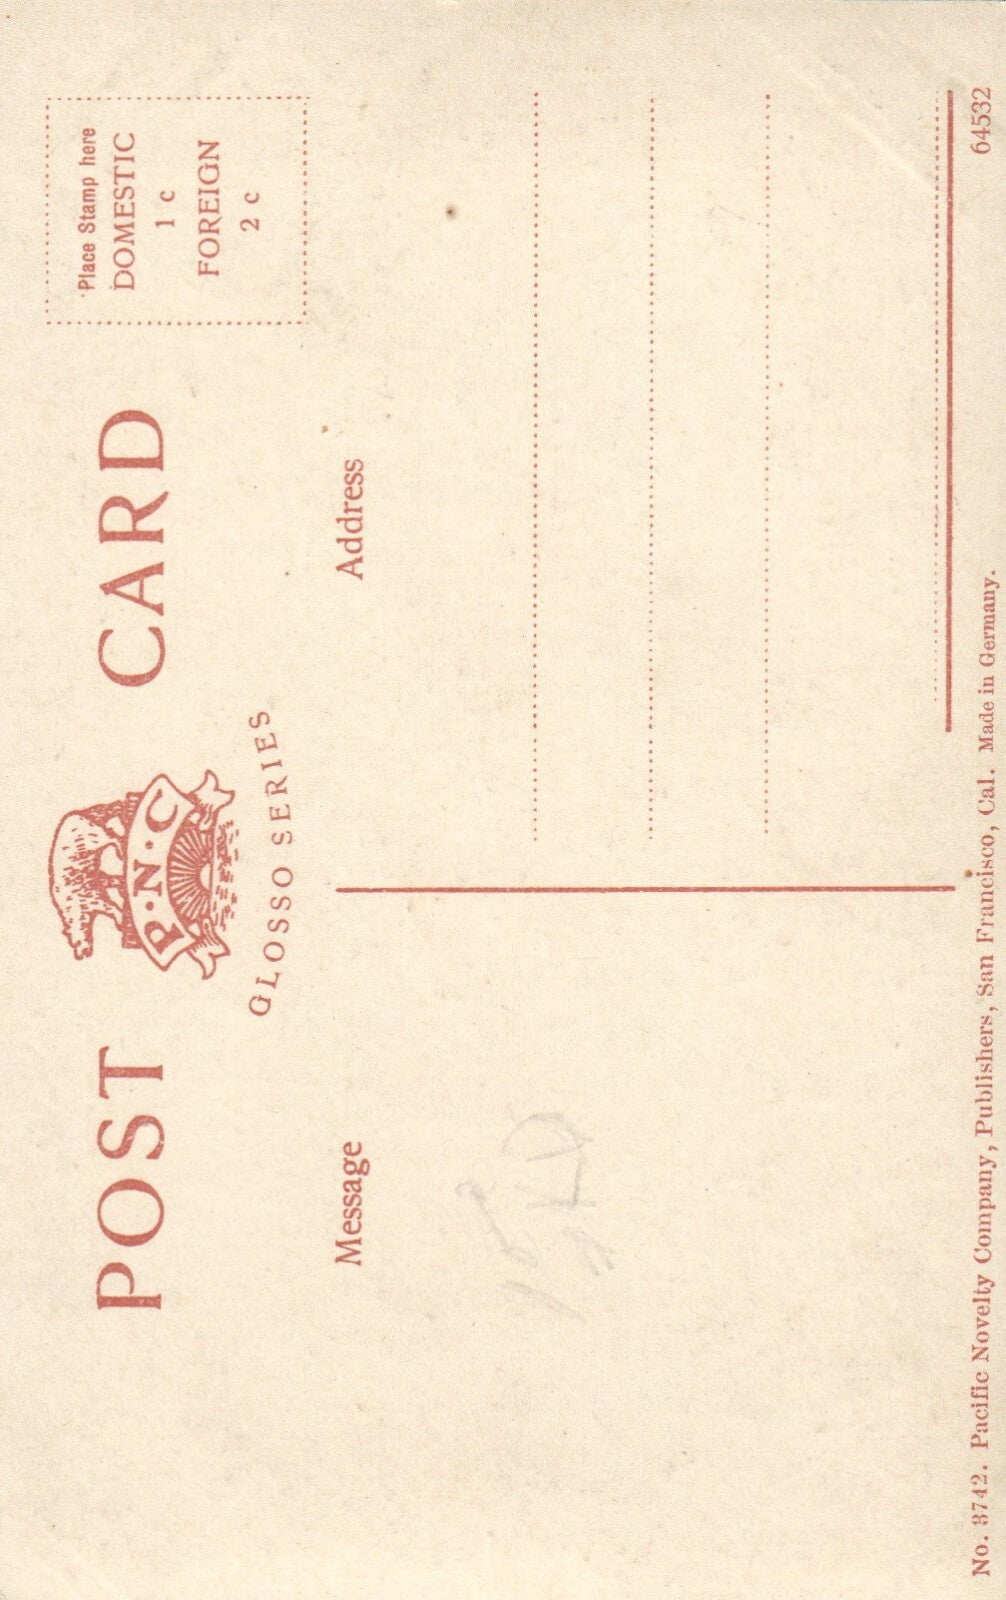 POST CARD
P·N·C
GLOSSO SERIES
Place Stamp here
DOMESTIC
1 c
FOREIGN
2 c
Message
Address
No. 3742. Pacific Novelty Company, Publishers, San Francisco, Cal. Made in Germany.
64532